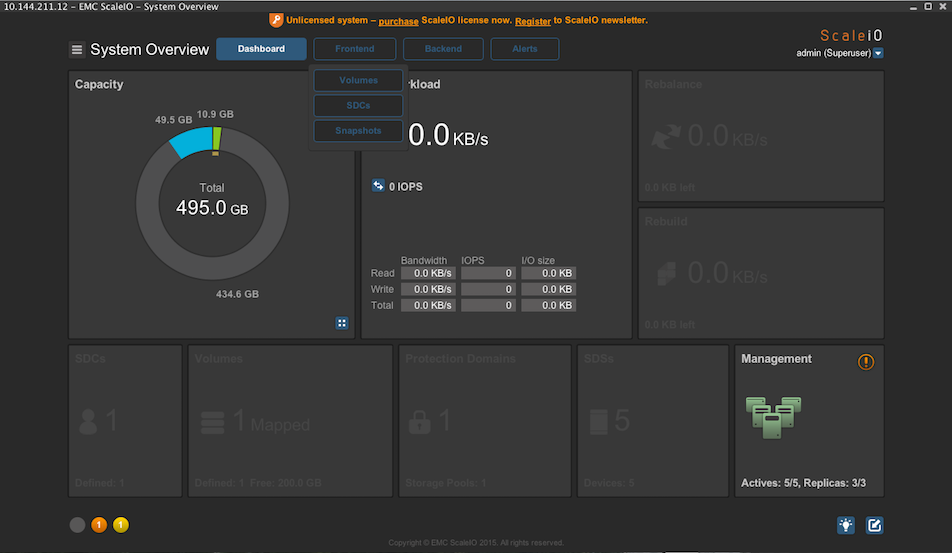 10.144.211.12 - EMC ScaleIO - System Overview
Unlicensed system – purchase ScaleIO license now. Register to ScaleIO newsletter.
ScaleIO
System Overview Dashboard Frontend Backend Alerts
admin (Superuser)
Volumes
SDCs
Snapshots
Capacity
49.5 GB 10.9 GB
Total
495.0 GB
434.6 GB
rkload
0.0 KB/s
0 IOPS
Bandwidth IOPS I/O size
Read 0.0 KB/s 0 0.0 KB
Write 0.0 KB/s 0 0.0 KB
Total 0.0 KB/s 0 0.0 KB
Rebalance
0.0 KB/s
0.0 KB left
Rebuild
0.0 KB/s
0.0 KB left
SDCs
1
Defined: 1
Volumes
1 Mapped
Defined: 1 Free: 200.0 GB
Protection Domains
1
Storage Pools: 1
SDSs
5
Devices: 5
Management
Actives: 5/5, Replicas: 3/3
1 1
Copyright © EMC ScaleIO 2015. All rights reserved.